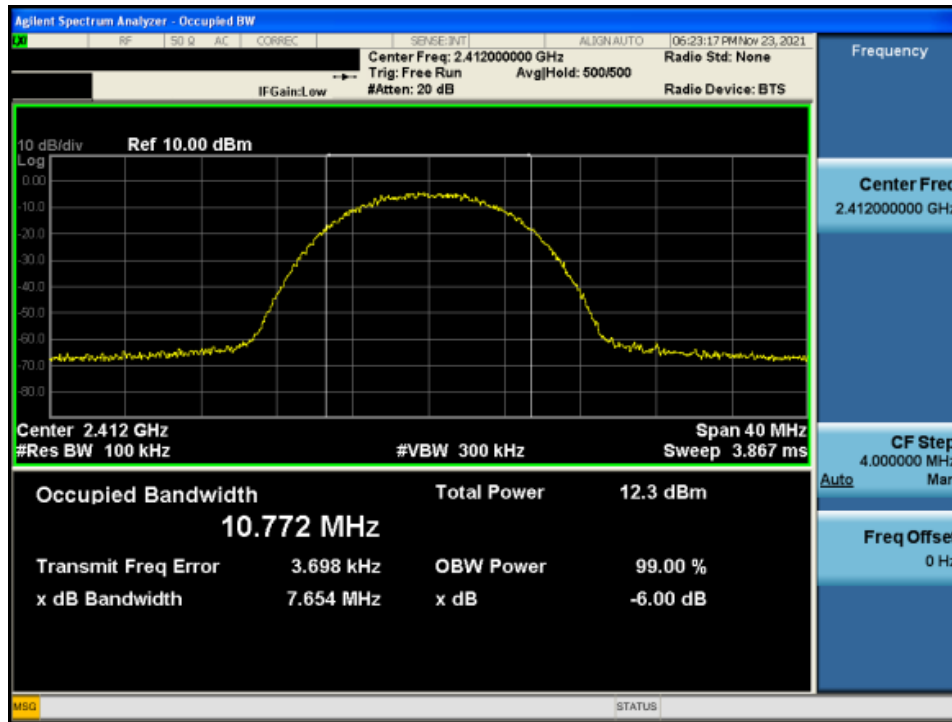 Agilent Spectrum Analyzer - Occupied BW
RF 50 Ω AC CORREC SENSE:INT ALIGN AUTO 06:23:17 PM Nov 23, 2021
Center Freq: 2.412000000 GHz Radio Std: None
Trig: Free Run Avg|Hold: 500/500
IFGain:Low #Atten: 20 dB Radio Device: BTS
10 dB/div Ref 10.00 dBm
Log
0.00
-10.0
-20.0
-30.0
-40.0
-50.0
-60.0
-70.0
-80.0
Center 2.412 GHz Span 40 MHz
#Res BW 100 kHz #VBW 300 kHz Sweep 3.867 ms
Occupied Bandwidth Total Power 12.3 dBm
10.772 MHz
Transmit Freq Error 3.698 kHz OBW Power 99.00 %
x dB Bandwidth 7.654 MHz x dB -6.00 dB
MSG STATUS
Frequency
Center Freq
2.412000000 GHz
CF Step
4.000000 MHz
Auto Man
Freq Offset
0 Hz